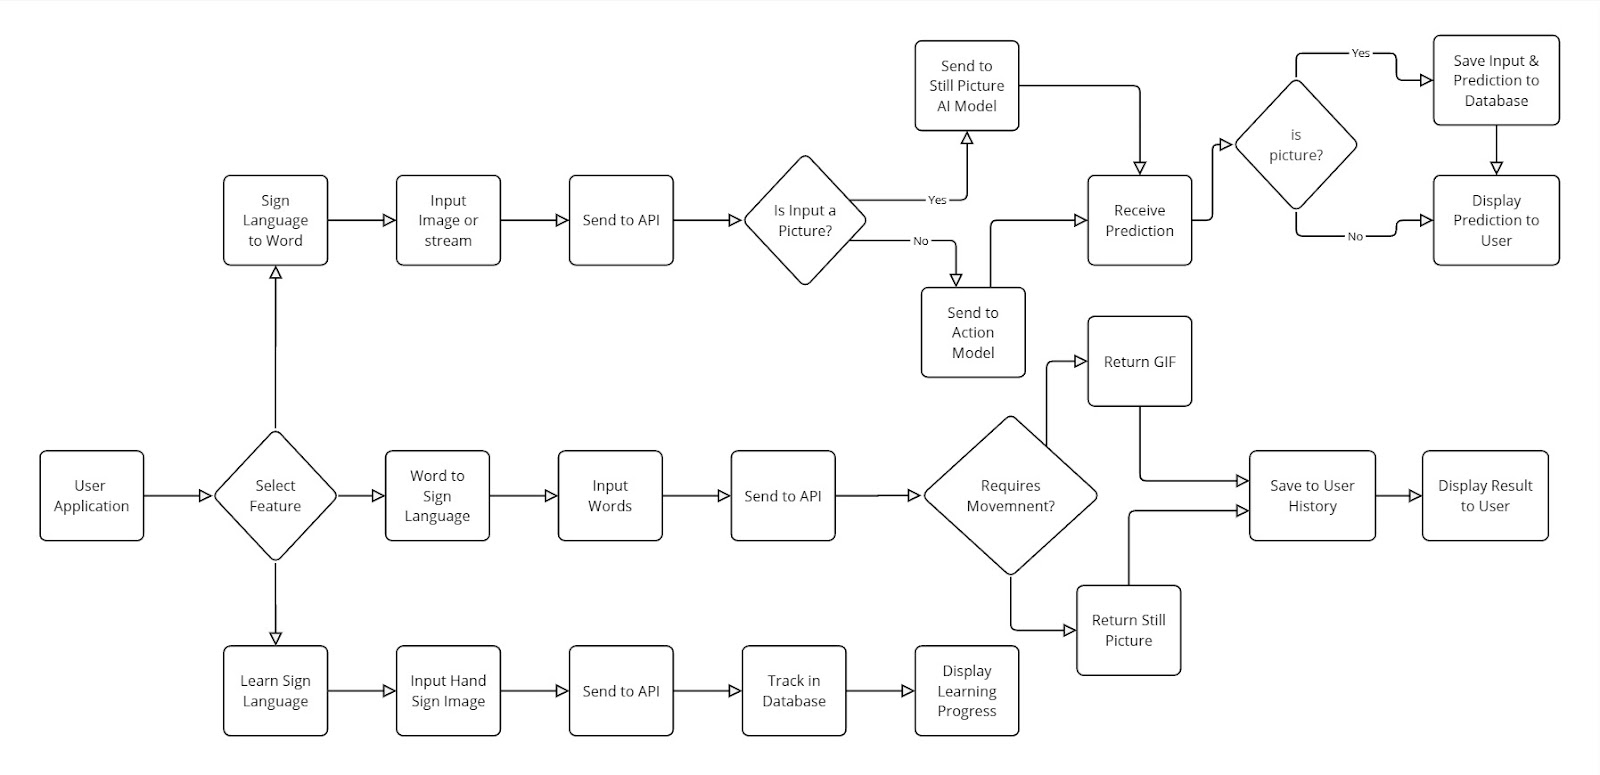 Send to
Still Picture
AI Model
Yes
Save Input &
Prediction to
Database
is
picture?
Sign
Language
to Word
Input
Image or
stream
Send to API
Is Input a
Picture?
Yes
No
Receive
Prediction
Display
Prediction to
User
No
Send to
Action
Model
Return GIF
User
Application
Select
Feature
Word to
Sign
Language
Input
Words
Send to API
Requires
Movemnent?
Save to User
History
Display Result
to User
Return Still
Picture
Learn Sign
Language
Input Hand
Sign Image
Send to API
Track in
Database
Display
Learning
Progress